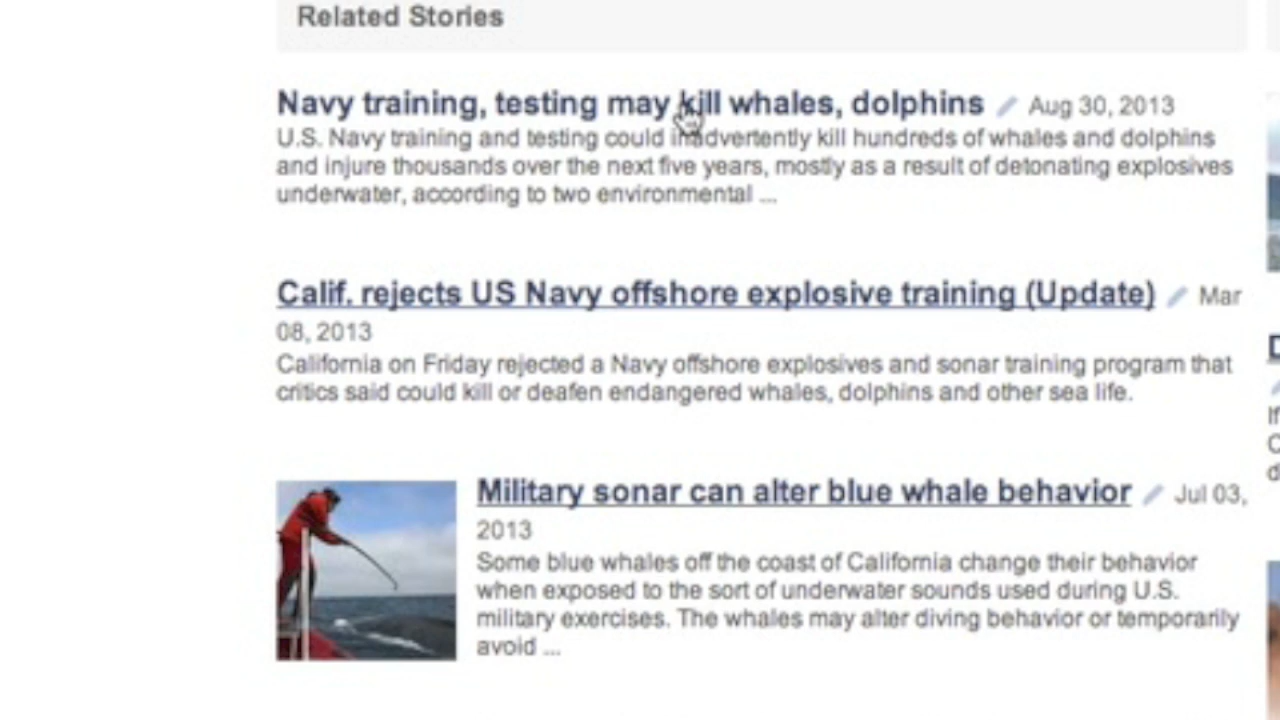 Related Stories
Navy training, testing may kill whales, dolphins Aug 30, 2013
U.S. Navy training and testing could inadvertently kill hundreds of whales and dolphins
and injure thousands over the next five years, mostly as a result of detonating explosives
underwater, according to two environmental ...
Calif. rejects US Navy offshore explosive training (Update) Mar
08, 2013
California on Friday rejected a Navy offshore explosives and sonar training program that
critics said could kill or deafen endangered whales, dolphins and other sea life.
Military sonar can alter blue whale behavior Jul 03,
2013
Some blue whales off the coast of California change their behavior
when exposed to the sort of underwater sounds used during U.S.
military exercises. The whales may alter diving behavior or temporarily
avoid ...